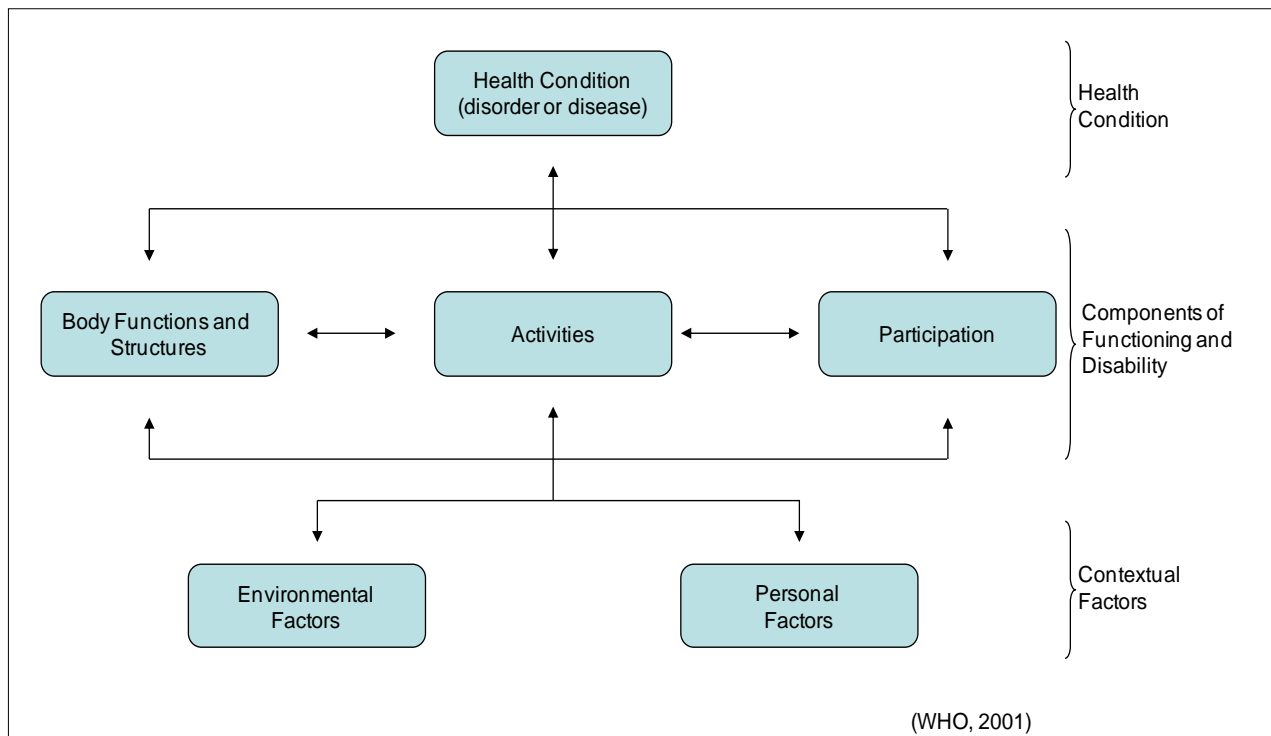 Health Condition
(disorder or disease)
Health
Condition
Body Functions and
Structures
Activities
Participation
Components of
Functioning and
Disability
Environmental
Factors
Personal
Factors
Contextual
Factors
(WHO, 2001)